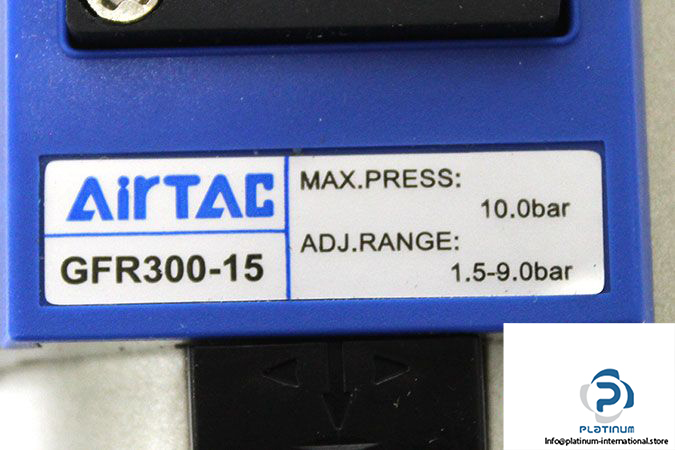 AirTAC
GFR300-15
MAX.PRESS:
10.0bar
ADJ.RANGE:
1.5-9.0bar
PLATINUM
Info@platinum-international.store